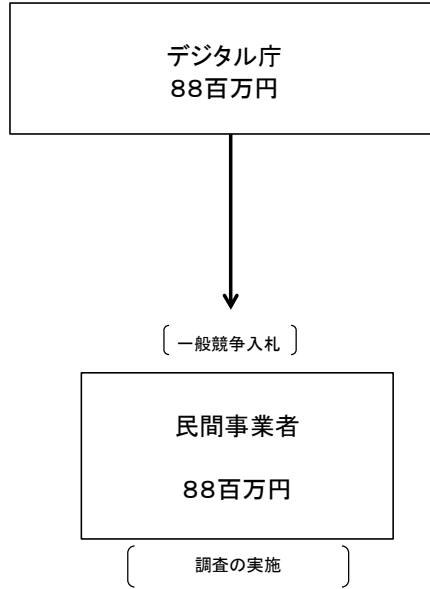 デジタル庁
88百万円
一般競争入札
民間事業者
88百万円
調査の実施